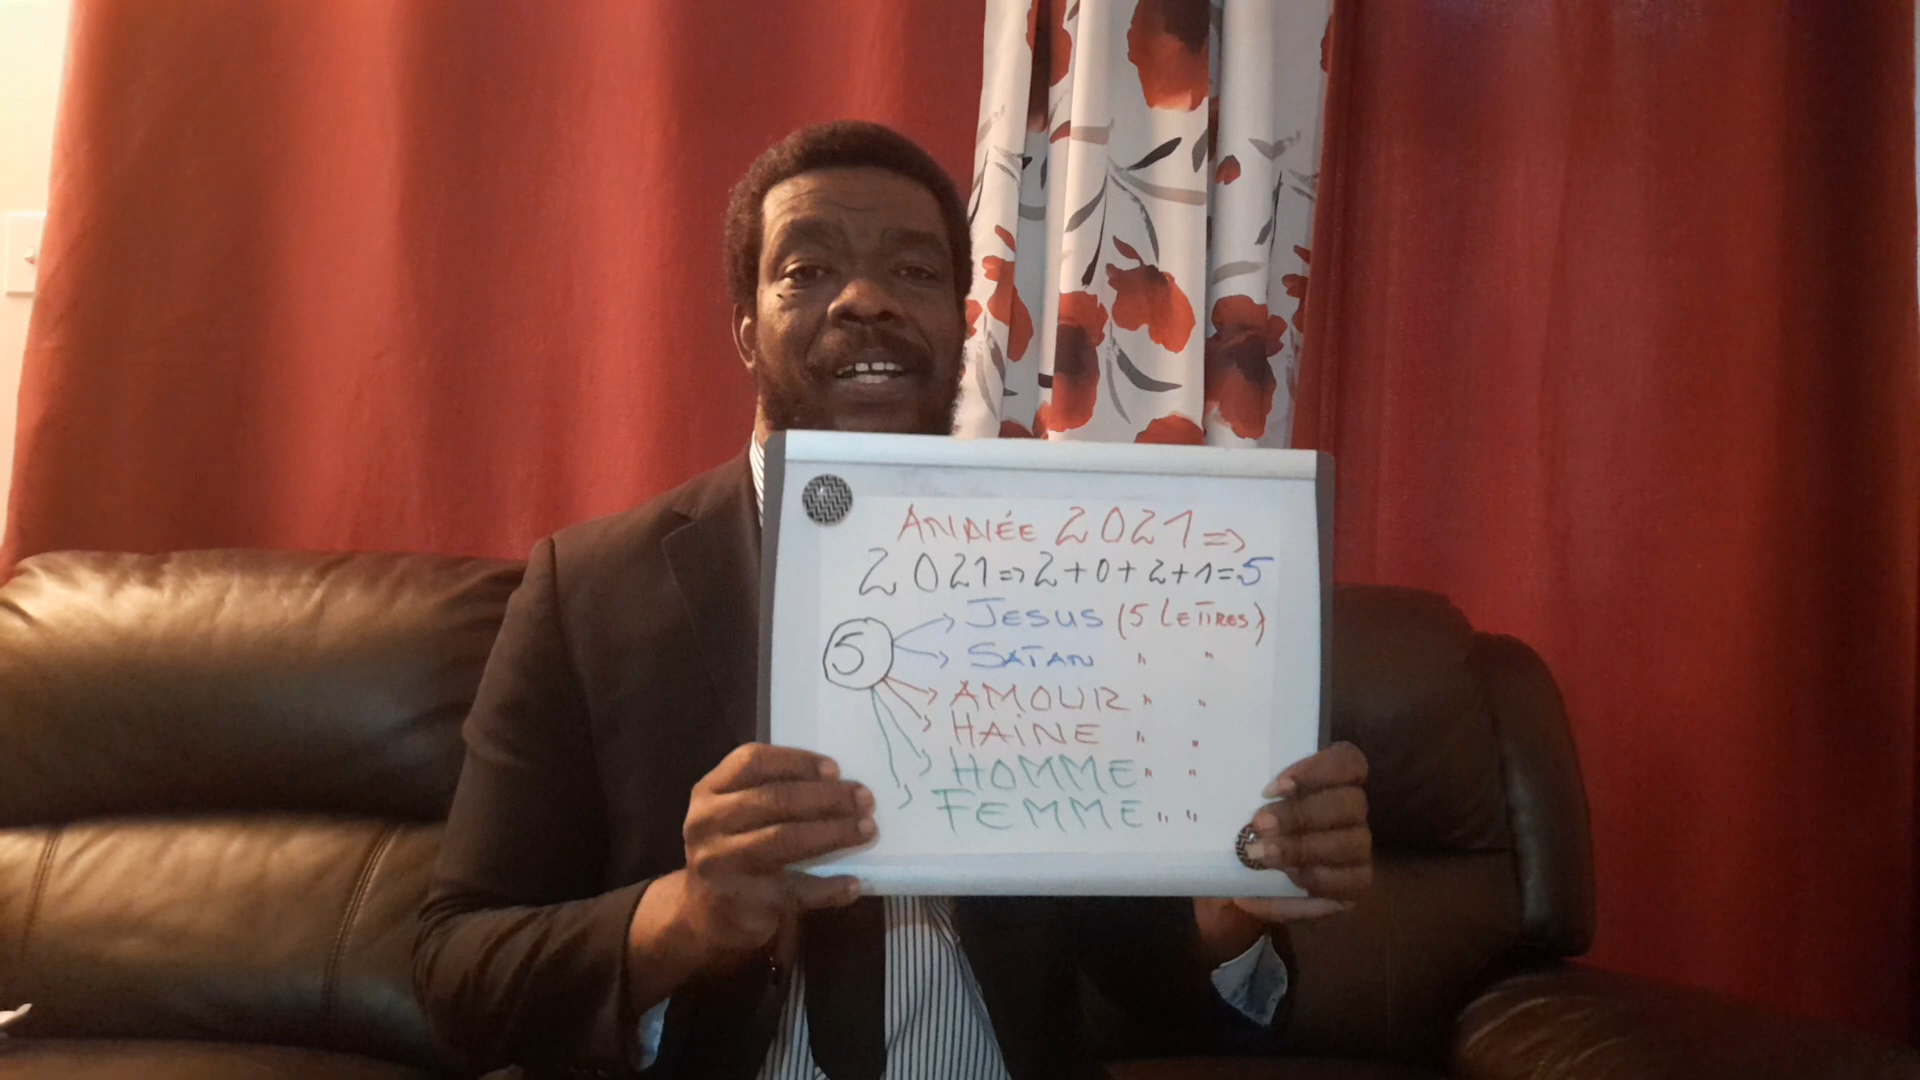 ANNÉE 2021 =>
2021 => 2+0+2+1=5
5
JESUS (5 LETTRES)
SATAN " "
AMOUR " "
HAINE " "
HOMME " "
FEMME " "